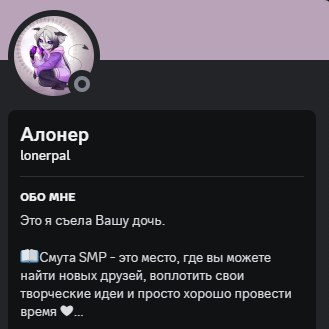 Алонер
lonerpal
ОБО МНЕ
Это я съела Вашу дочь.
📖Смута SMP - это место, где вы можете
найти новых друзей, воплотить свои
творческие идеи и просто хорошо провести
время 🤍...